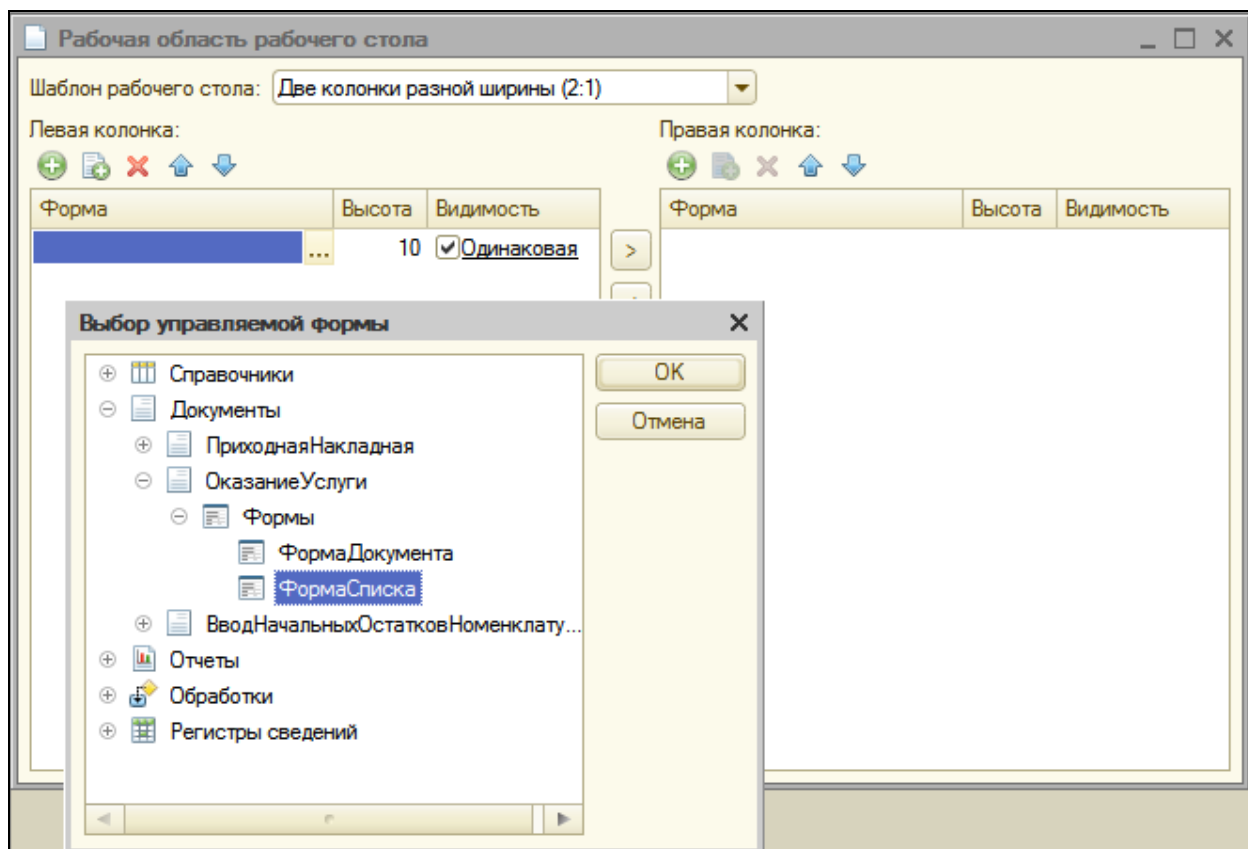 Рабочая область рабочего стола
Шаблон рабочего стола: Две колонки разной ширины (2:1)
Левая колонка: Правая колонка:
Форма Высота Видимость Форма Высота Видимость
... 10 Одинаковая >
Выбор управляемой формы
Справочники OK
Документы Отмена
ПриходнаяНакладная
ОказаниеУслуги
Формы
ФормаДокумента
ФормаСписка
ВводНачальныхОстатковНоменклату...
Отчеты
Обработки
Регистры сведений